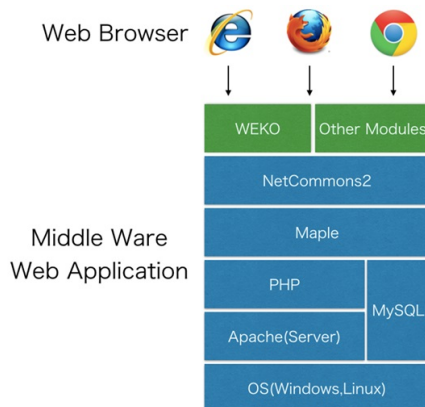 Web Browser
WEKO
Other Modules
NetCommons2
Maple
Middle Ware
Web Application
PHP
MySQL
Apache(Server)
OS(Windows,Linux)